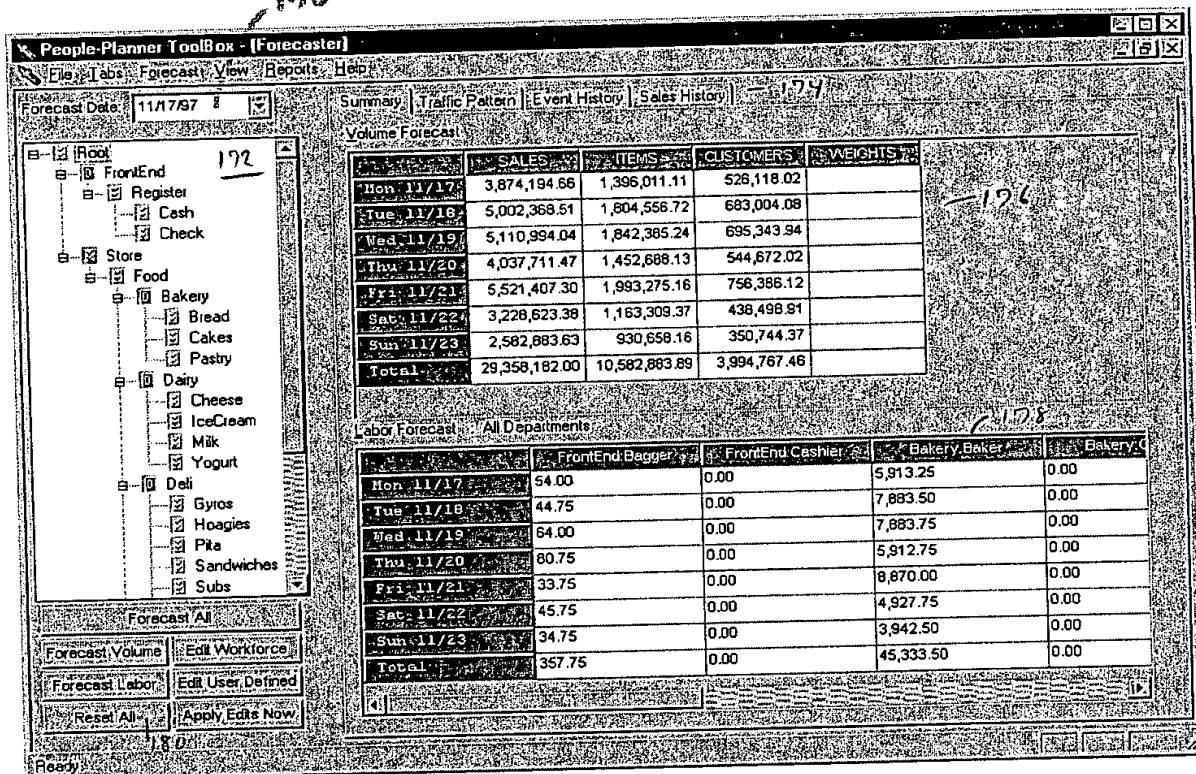 People-Planner ToolBox - [Forecaster]
File Tabs Forecast View Reports Help
Forecast Date: 11/17/97
172
Root
FrontEnd
Register
Cash
Check
Store
Food
Bakery
Bread
Cakes
Pastry
Dairy
Cheese
IceCream
Milk
Yogurt
Deli
Gyros
Hoagies
Pita
Sandwiches
Subs
Forecast All
Forecast Volume Edit Workforce
Forecast Labor Edit User Defined
Reset All Apply Edits Now
180
Ready
Summary Traffic Pattern Event History Sales History 174
Volume Forecast
SALES ITEMS CUSTOMERS WEIGHTS
Mon 11/17 3,874,194.66 1,396,011.11 526,118.02
Tue 11/18 5,002,368.51 1,804,556.72 683,004.08
Wed 11/19 5,110,994.04 1,842,385.24 695,343.94
Thu 11/20 4,037,711.47 1,452,688.13 544,672.02
Fri 11/21 5,521,407.30 1,993,275.16 756,386.12
Sat 11/22 3,228,623.38 1,163,309.37 438,498.91
Sun 11/23 2,582,883.63 930,658.16 350,744.37
Total 29,358,182.00 10,582,883.89 3,994,767.46
176
Labor Forecast All Departments
178
FrontEnd.Bagger FrontEnd.Cashier Bakery.Baker Bakery.C
Mon 11/17 54.00 0.00 5,913.25 0.00
Tue 11/18 44.75 0.00 7,883.50 0.00
Wed 11/19 64.00 0.00 7,883.75 0.00
Thu 11/20 80.75 0.00 5,912.75 0.00
Fri 11/21 33.75 0.00 8,870.00 0.00
Sat 11/22 45.75 0.00 4,927.75 0.00
Sun 11/23 34.75 0.00 3,942.50 0.00
Total 357.75 0.00 45,333.50 0.00